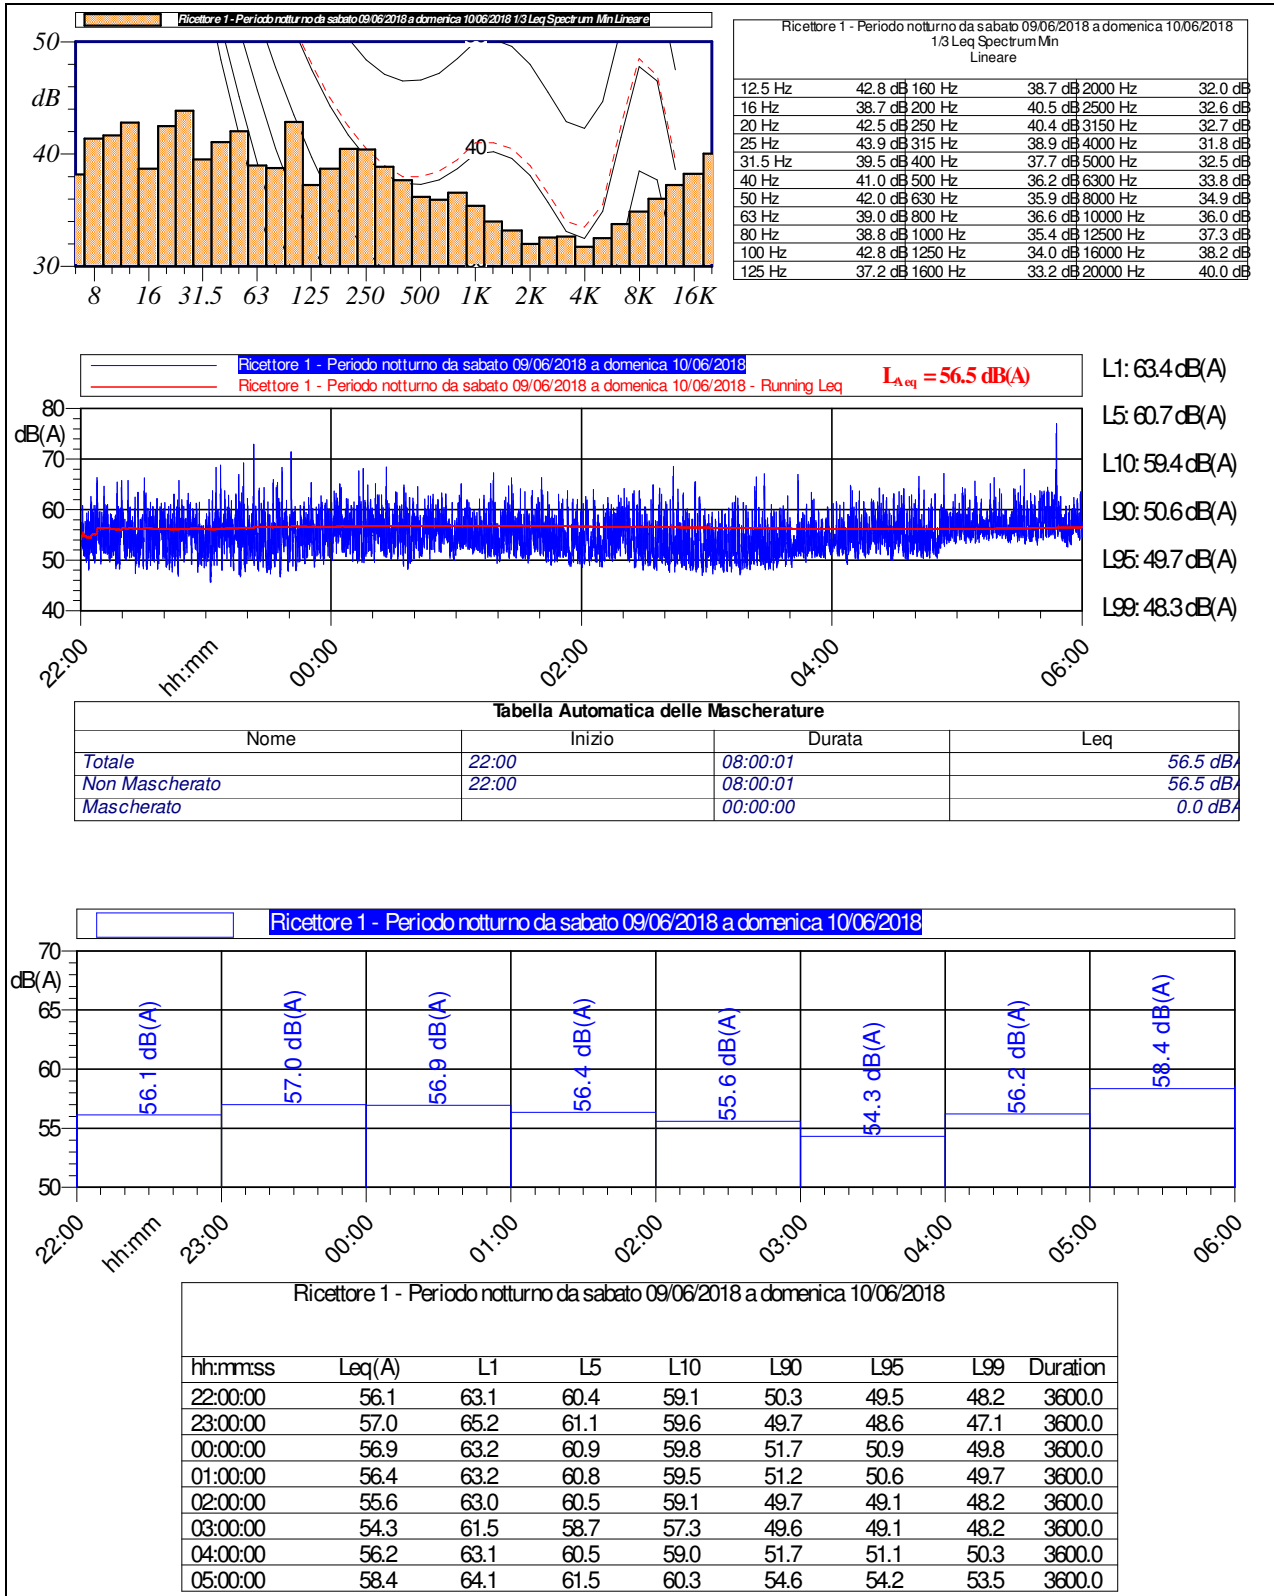 Ricettore 1 - Periodo notturno da sabato 09/06/2018 a domenica 10/06/2018 1/3 Leq Spectrum Min Lineare
50
dB
40
30
40
8 16 31.5 63 125 250 500 1K 2K 4K 8K 16K
Ricettore 1 - Periodo notturno da sabato 09/06/2018 a domenica 10/06/2018
1/3 Leq Spectrum Min
Lineare
12.5 Hz 42.8 dB 160 Hz 38.7 dB 2000 Hz 32.0 dB
16 Hz 38.7 dB 200 Hz 40.5 dB 2500 Hz 32.6 dB
20 Hz 42.5 dB 250 Hz 40.4 dB 3150 Hz 32.7 dB
25 Hz 43.9 dB 315 Hz 38.9 dB 4000 Hz 31.8 dB
31.5 Hz 39.5 dB 400 Hz 37.7 dB 5000 Hz 32.5 dB
40 Hz 41.0 dB 500 Hz 36.2 dB 6300 Hz 33.8 dB
50 Hz 42.0 dB 630 Hz 35.9 dB 8000 Hz 34.9 dB
63 Hz 39.0 dB 800 Hz 36.6 dB 10000 Hz 36.0 dB
80 Hz 38.8 dB 1000 Hz 35.4 dB 12500 Hz 37.3 dB
100 Hz 42.8 dB 1250 Hz 34.0 dB 16000 Hz 38.2 dB
125 Hz 37.2 dB 1600 Hz 33.2 dB 20000 Hz 40.0 dB
Ricettore 1 - Periodo notturno da sabato 09/06/2018 a domenica 10/06/2018
Ricettore 1 - Periodo notturno da sabato 09/06/2018 a domenica 10/06/2018 - Running Leq
LAeq = 56.5 dB(A)
80
dB(A)
70
60
50
40
22:00 hh:mm 00:00 02:00 04:00 06:00
L1: 63.4 dB(A)
L5: 60.7 dB(A)
L10: 59.4 dB(A)
L90: 50.6 dB(A)
L95: 49.7 dB(A)
L99: 48.3 dB(A)
Tabella Automatica delle Mascherature
Nome Inizio Durata Leq
Totale 22:00 08:00:01 56.5 dBA
Non Mascherato 22:00 08:00:01 56.5 dBA
Mascherato 00:00:00 0.0 dBA
Ricettore 1 - Periodo notturno da sabato 09/06/2018 a domenica 10/06/2018
70
dB(A)
65
60
55
50
56.1 dB(A) 57.0 dB(A) 56.9 dB(A) 56.4 dB(A) 55.6 dB(A) 54.3 dB(A) 56.2 dB(A) 58.4 dB(A)
22:00 hh:mm 23:00 00:00 01:00 02:00 03:00 04:00 05:00 06:00
Ricettore 1 - Periodo notturno da sabato 09/06/2018 a domenica 10/06/2018
hh:mm:ss Leq(A) L1 L5 L10 L90 L95 L99 Duration
22:00:00 56.1 63.1 60.4 59.1 50.3 49.5 48.2 3600.0
23:00:00 57.0 65.2 61.1 59.6 49.7 48.6 47.1 3600.0
00:00:00 56.9 63.2 60.9 59.8 51.7 50.9 49.8 3600.0
01:00:00 56.4 63.2 60.8 59.5 51.2 50.6 49.7 3600.0
02:00:00 55.6 63.0 60.5 59.1 49.7 49.1 48.2 3600.0
03:00:00 54.3 61.5 58.7 57.3 49.6 49.1 48.2 3600.0
04:00:00 56.2 63.1 60.5 59.0 51.7 51.1 50.3 3600.0
05:00:00 58.4 64.1 61.5 60.3 54.6 54.2 53.5 3600.0